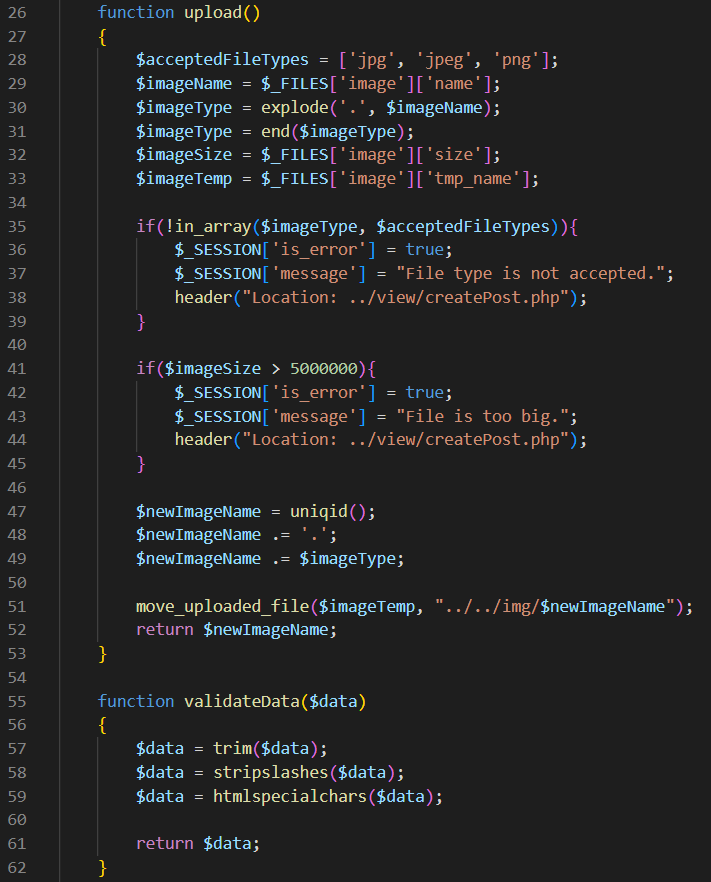 26 function upload()
27 {
28 $acceptedFileTypes = ['jpg', 'jpeg', 'png'];
29 $imageName = $_FILES['image']['name'];
30 $imageType = explode('.', $imageName);
31 $imageType = end($imageType);
32 $imageSize = $_FILES['image']['size'];
33 $imageTemp = $_FILES['image']['tmp_name'];
34
35 if(!in_array($imageType, $acceptedFileTypes)){
36 $_SESSION['is_error'] = true;
37 $_SESSION['message'] = "File type is not accepted.";
38 header("Location: ../view/createPost.php");
39 }
40
41 if($imageSize > 5000000){
42 $_SESSION['is_error'] = true;
43 $_SESSION['message'] = "File is too big.";
44 header("Location: ../view/createPost.php");
45 }
46
47 $newImageName = uniqid();
48 $newImageName .= '.';
49 $newImageName .= $imageType;
50
51 move_uploaded_file($imageTemp, "../../img/$newImageName");
52 return $newImageName;
53 }
54
55 function validateData($data)
56 {
57 $data = trim($data);
58 $data = stripslashes($data);
59 $data = htmlspecialchars($data);
60
61 return $data;
62 }